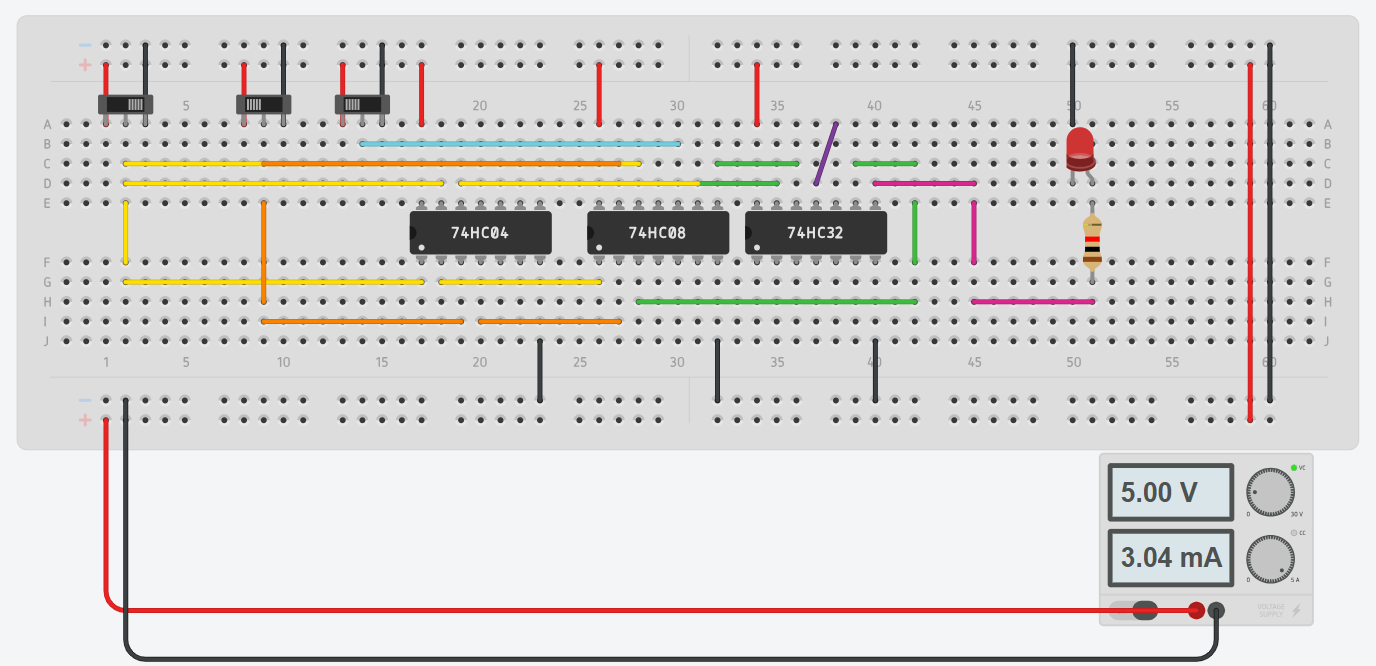 − −
+ +
5 20 25 30 35 40 45 50 55 60
A A
B B
C C
D D
E E
74HC04 74HC08 74HC32
F F
G G
H H
I I
J J
1 5 10 15 20 25 30 35 40 45 50 55 60
−
+
5.00 V
VC
0 30 V
3.04 mA
CC
0 5 A
VOLTAGE
SUPPLY